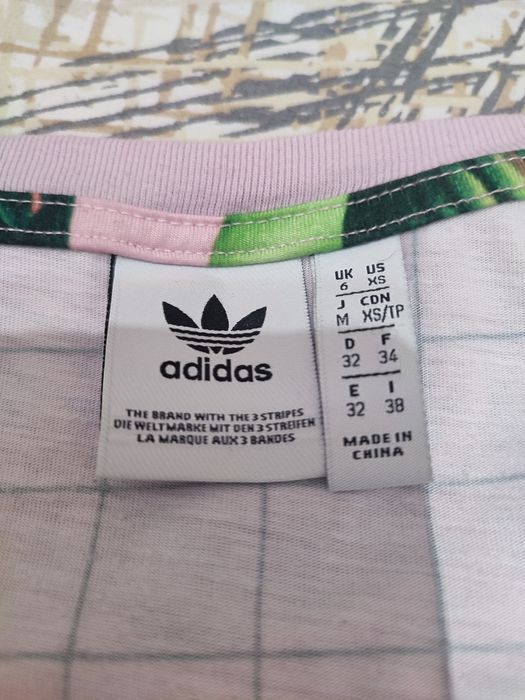 adidas
THE BRAND WITH THE 3 STRIPES
DIE WELTMARKE MIT DEN 3 STREIFEN
LA MARQUE AUX 3 BANDES
UK US
6 XS
J CDN
M XS/TP
D F
32 34
E I
32 38
MADE IN
CHINA